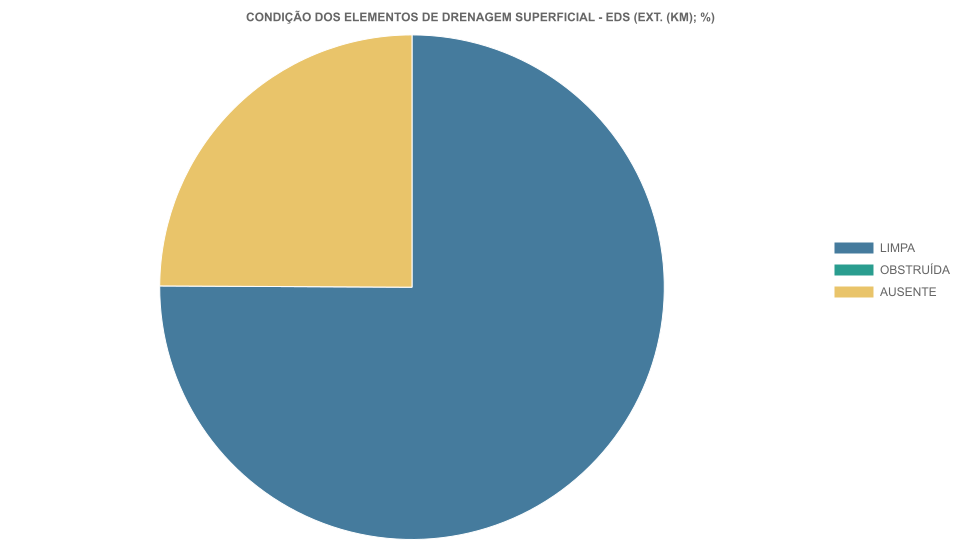 CONDIÇÃO DOS ELEMENTOS DE DRENAGEM SUPERFICIAL - EDS (EXT. (KM); %)
LIMPA
OBSTRUÍDA
AUSENTE